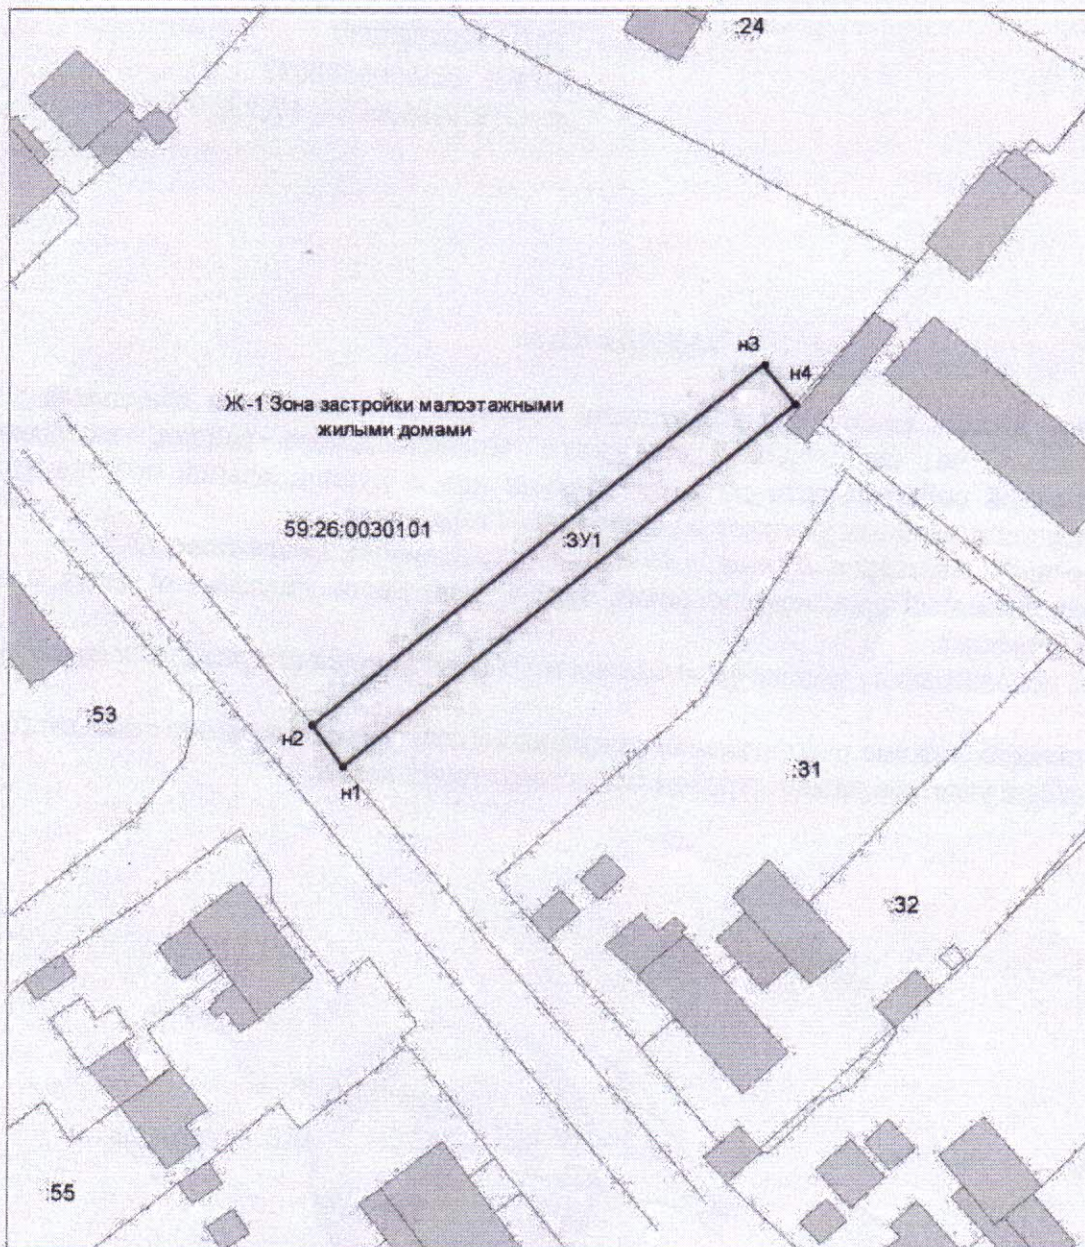 :24
н3
н4
Ж-1 Зона застройки малоэтажными
жилыми домами
59:26:0030101
:ЗУ1
:53
н2
н1
:31
:32
:55